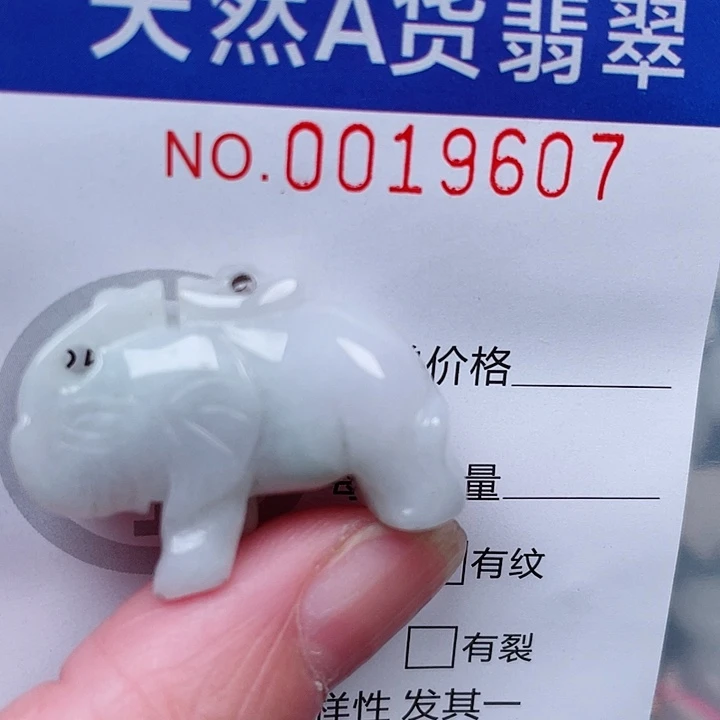 天然A货翡翠
NO.0019607
价格
量
有纹
有裂
样性 发其一